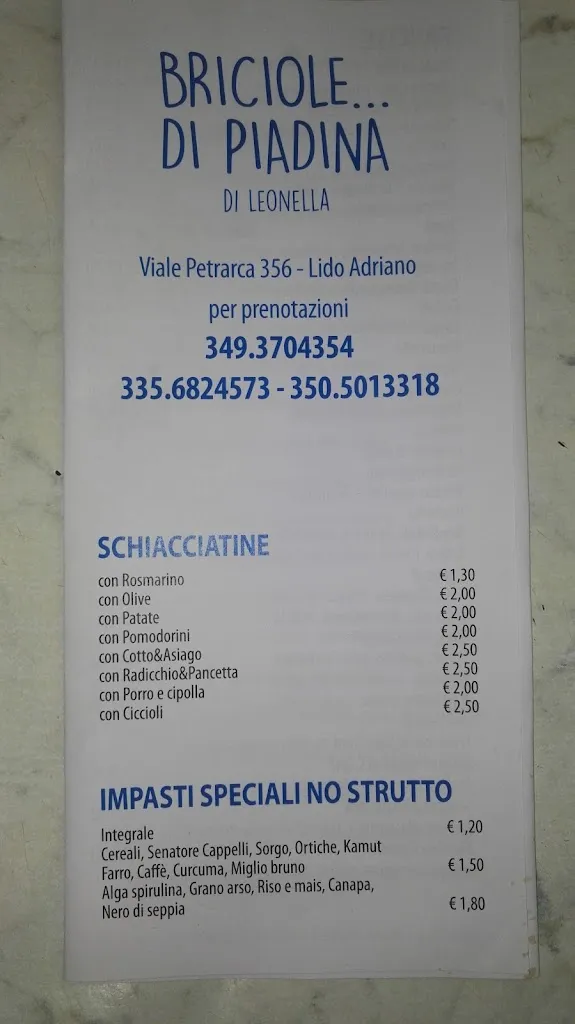 BRICIOLE...
DI PIADINA
DI LEONELLA
Viale Petrarca 356 - Lido Adriano
per prenotazioni
349.3704354
335.6824573 - 350.5013318
SCHIACCIATINE
con Rosmarino € 1,30
con Olive € 2,00
con Patate € 2,00
con Pomodorini € 2,00
con Cotto&Asiago € 2,50
con Radicchio&Pancetta € 2,50
con Porro e cipolla € 2,00
con Ciccioli € 2,50
IMPASTI SPECIALI NO STRUTTO
Integrale € 1,20
Cereali, Senatore Cappelli, Sorgo, Ortiche, Kamut
Farro, Caffè, Curcuma, Miglio bruno € 1,50
Alga spirulina, Grano arso, Riso e mais, Canapa,
Nero di seppia € 1,80